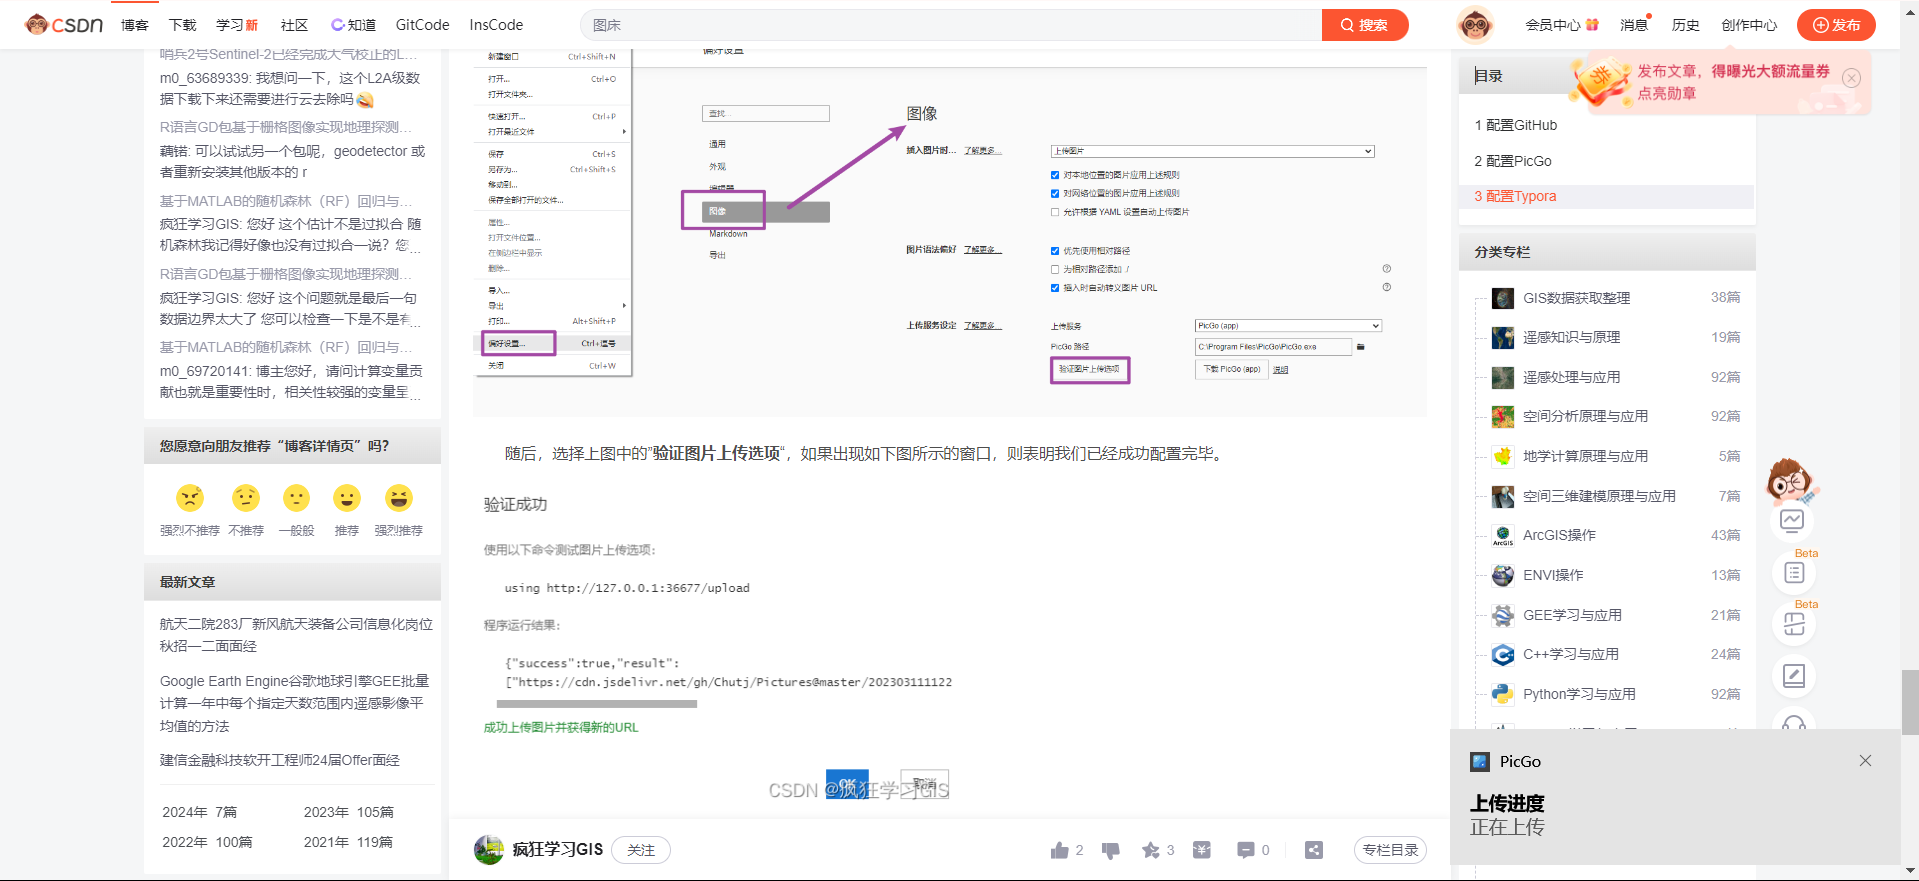 CSDN 博客 下载 学习新 社区 知道 GitCode InsCode 图床 搜索 会员中心 消息 历史 创作中心 发布
哨兵2号Sentinel-2已经完成大气校正的L...
m0_63689339: 我想问一下，这个L2A级数
据下载下来还需要进行云去除吗
R语言GD包基于栅格图像实现地理探测...
藕错: 可以试试另一个包呢，geodetector 或
者重新安装其他版本的 r
基于MATLAB的随机森林（RF）回归与...
疯狂学习GIS: 您好 这个估计不是过拟合 随
机森林我记得好像也没有过拟合一说？您...
R语言GD包基于栅格图像实现地理探测...
疯狂学习GIS: 您好 这个问题就是最后一句
数据边界太大了 您可以检查一下是不是有...
基于MATLAB的随机森林（RF）回归与...
m0_69720141: 博主您好，请问计算变量贡
献也就是重要性时，相关性较强的变量呈...
您愿意向朋友推荐“博客详情页”吗？
强烈不推荐 不推荐 一般般 推荐 强烈推荐
最新文章
航天二院283厂新风航天装备公司信息化岗位
秋招一二面面经
Google Earth Engine谷歌地球引擎GEE批量
计算一年中每个指定天数范围内遥感影像平
均值的方法
建信金融科技软开工程师24届Offer面经
2024年 7篇 2023年 105篇
2022年 100篇 2021年 119篇
新建窗口 Ctrl+Shift+N
打开... Ctrl+O
打开文件夹...
快速打开... Ctrl+P
打开最近文件
保存 Ctrl+S
另存为... Ctrl+Shift+S
移动到...
保存全部打开的文件...
属性...
打开文件位置...
在侧边栏中显示
删除...
导入...
导出
打印... Alt+Shift+P
偏好设置... Ctrl+逗号
关闭 Ctrl+W
偏好设置
查找...
通用
外观
编辑器
图像
Markdown
导出
图像
插入图片时... 了解更多... 上传图片
对本地位置的图片应用上述规则
对网络位置的图片应用上述规则
允许根据 YAML 设置自动上传图片
图片语法偏好 了解更多... 优先使用相对路径
为相对路径添加 ./
插入时自动转义图片 URL
上传服务设定 了解更多... 上传服务 PicGo (app)
PicGo 路径 C:\Program Files\PicGo\PicGo.exe
验证图片上传选项 下载 PicGo (app) 说明
随后，选择上图中的”验证图片上传选项“，如果出现如下图所示的窗口，则表明我们已经成功配置完毕。
验证成功
使用以下命令测试图片上传选项:
using http://127.0.0.1:36677/upload
程序运行结果:
{"success":true,"result":
["https://cdn.jsdelivr.net/gh/Chutj/Pictures@master/202303111122
成功上传图片并获得新的URL
OK 取消
CSDN @疯狂学习GIS
疯狂学习GIS 关注 2 3 0 专栏目录
目录
发布文章，得曝光大额流量券
点亮勋章
1 配置GitHub
2 配置PicGo
3 配置Typora
分类专栏
GIS数据获取整理 38篇
遥感知识与原理 19篇
遥感处理与应用 92篇
空间分析原理与应用 92篇
地学计算原理与应用 5篇
空间三维建模原理与应用 7篇
ArcGIS ArcGIS操作 43篇
ENVI操作 13篇
GEE学习与应用 21篇
C++学习与应用 24篇
Python学习与应用 92篇
Beta
Beta
PicGo
上传进度
正在上传